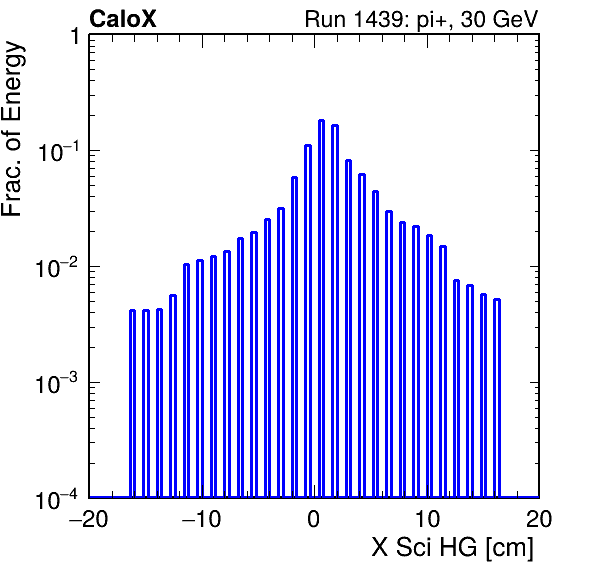 CaloX Run 1439: pi+, 30 GeV
Frac. of Energy
1
10⁻¹
10⁻²
10⁻³
10⁻⁴
−20 −10 0 10 20
X Sci HG [cm]